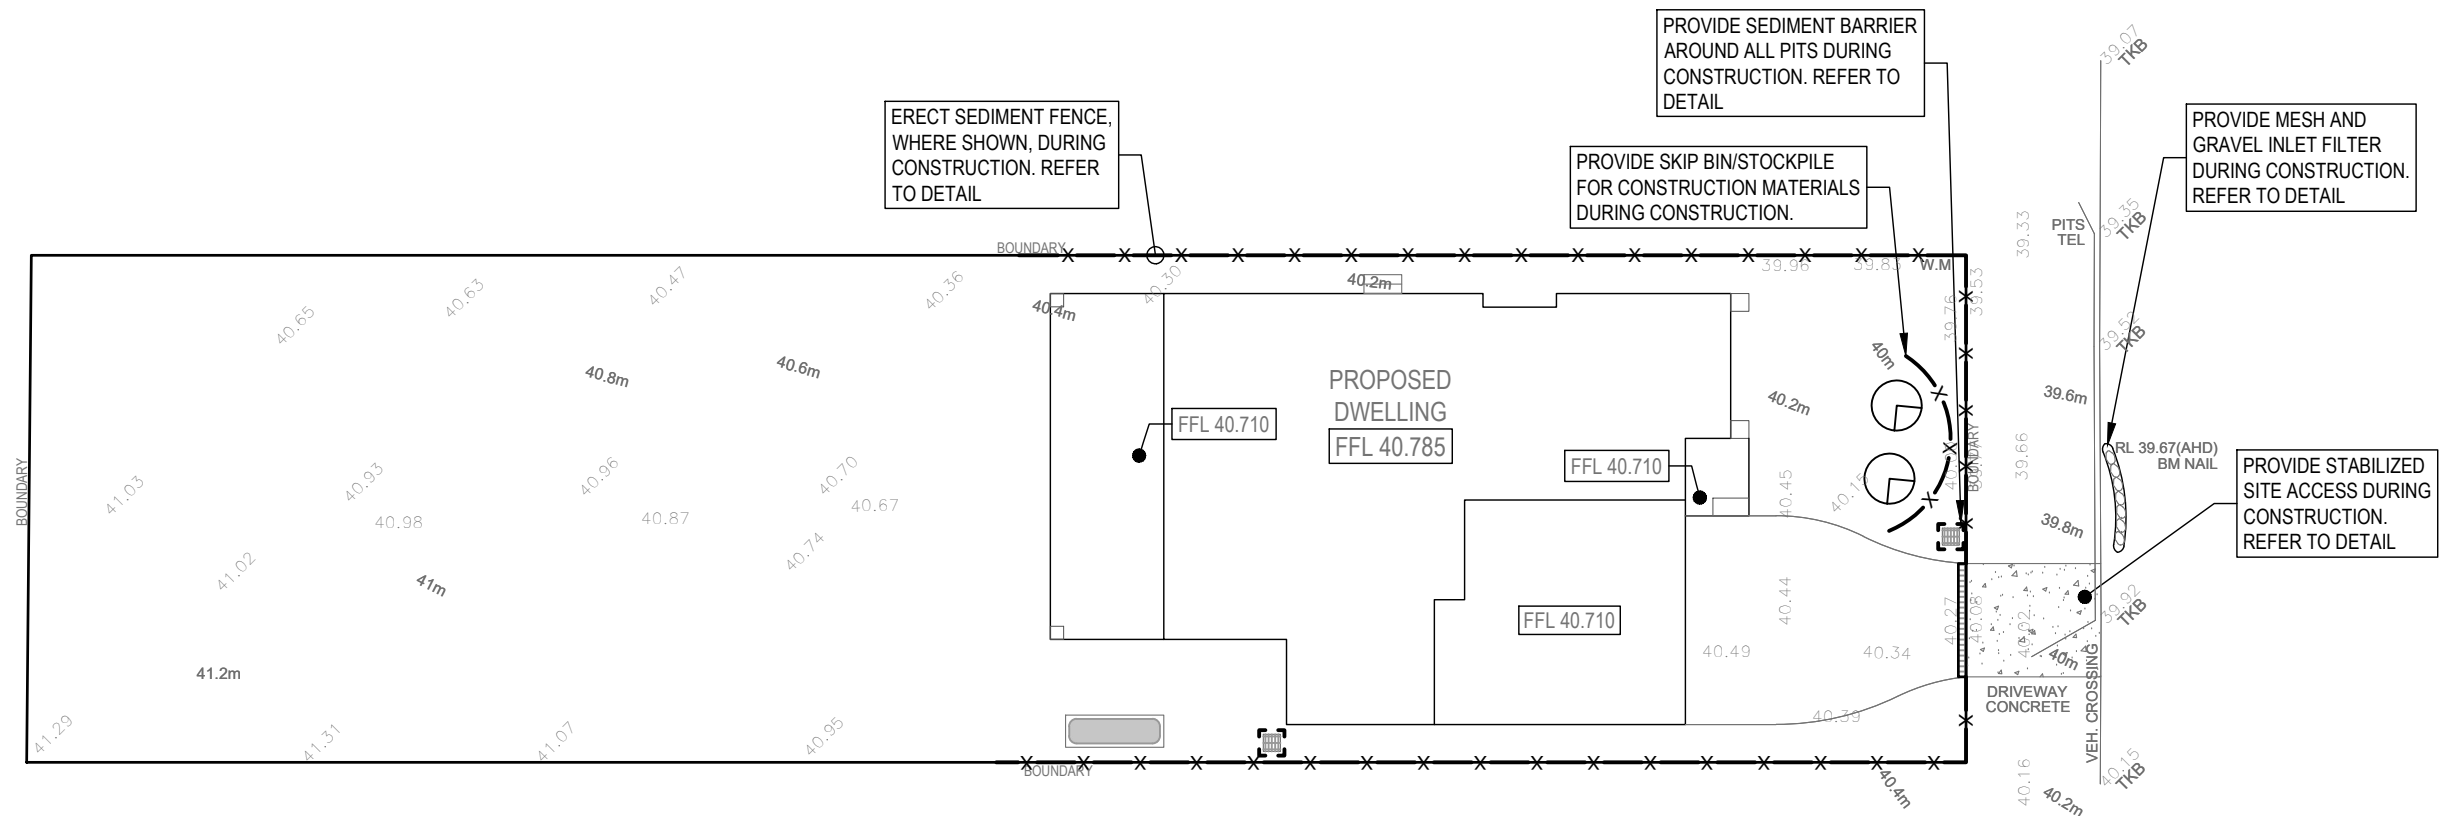 PROVIDE SEDIMENT BARRIER
AROUND ALL PITS DURING
CONSTRUCTION. REFER TO
DETAIL
ERECT SEDIMENT FENCE,
WHERE SHOWN, DURING
CONSTRUCTION. REFER
TO DETAIL
PROVIDE SKIP BIN/STOCKPILE
FOR CONSTRUCTION MATERIALS
DURING CONSTRUCTION.
PROVIDE MESH AND
GRAVEL INLET FILTER
DURING CONSTRUCTION.
REFER TO DETAIL
PROVIDE STABILIZED
SITE ACCESS DURING
CONSTRUCTION.
REFER TO DETAIL
39.07
TKB
39.35
TKB
39.33
PITS
TEL
39.52
TKB
39.6m
39.66
RL 39.67(AHD)
BM NAIL
39.8m
39.92
TKB
40.02
40m
VEH. CROSSING
DRIVEWAY
CONCRETE
40.15
TKB
40.16
40.2m
BOUNDARY
BOUNDARY
BOUNDARY
BOUNDARY
40.65
40.63
40.47
40.36
40.30
40.4m
40.2m
39.96
39.83
W.M
39.76
39.53
40m
40.2m
40.8m
40.6m
PROPOSED
DWELLING
FFL 40.785
FFL 40.710
FFL 40.710
FFL 40.710
41.03
40.93
40.98
40.96
40.87
40.70
40.67
40.74
41.02
41m
41.2m
41.29
41.31
41.07
40.95
40.45
40.15
40.44
40.49
40.34
40.27
40.08
40.39
40.4m